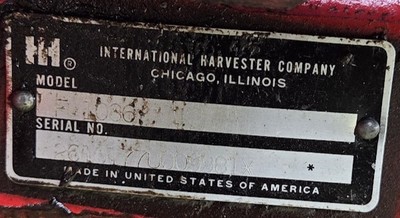 IH ®
INTERNATIONAL HARVESTER COMPANY
CHICAGO, ILLINOIS
MODEL
SERIAL NO.
*
MADE IN UNITED STATES OF AMERICA